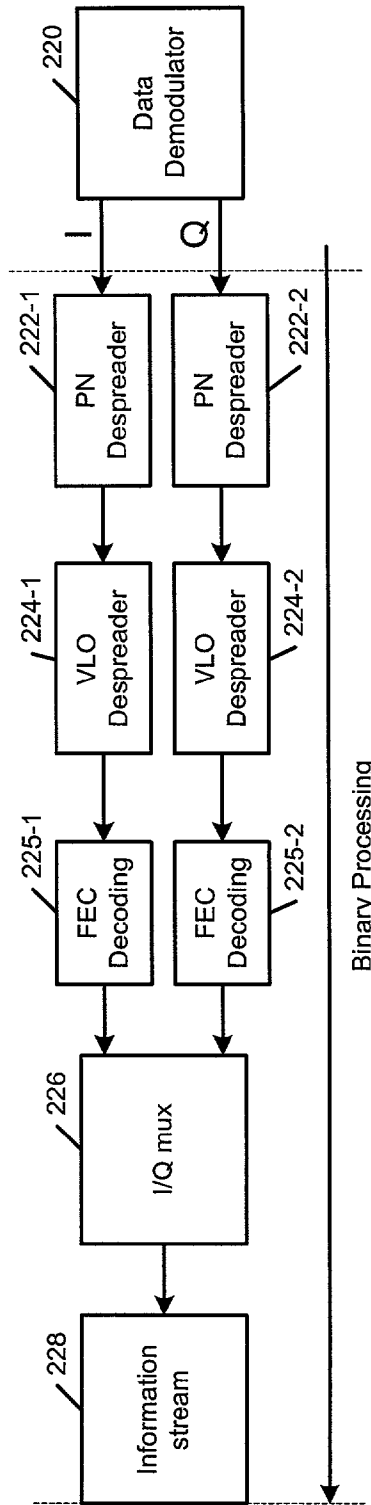 228
Information
stream
226
I/Q mux
225-1
FEC
Decoding
225-2
FEC
Decoding
224-1
VLO
Despreader
224-2
VLO
Despreader
222-1
PN
Despreader
222-2
PN
Despreader
I
Q
220
Data
Demodulator
Binary Processing